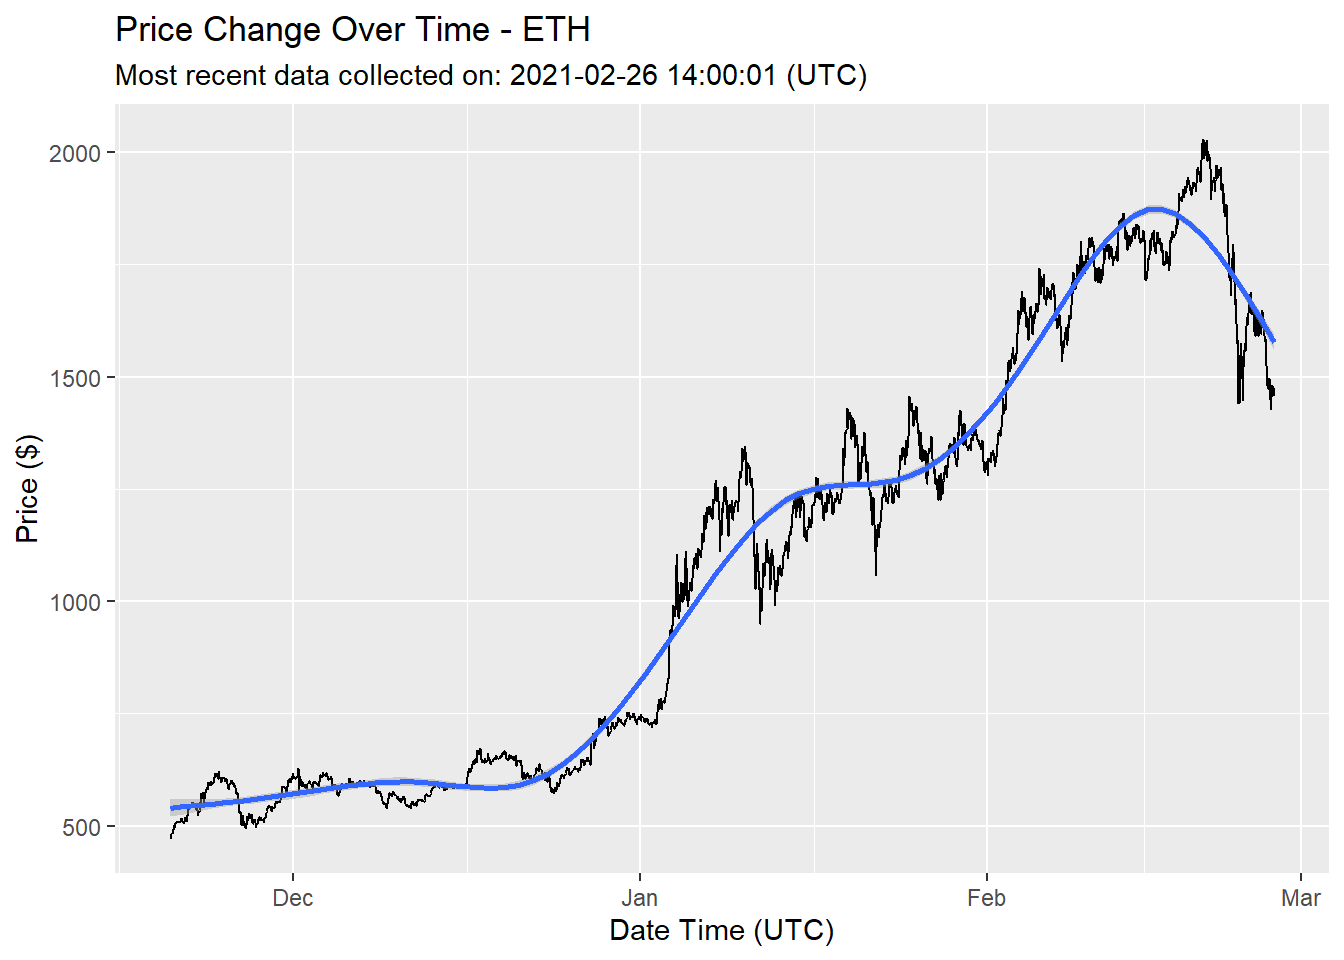 Price Change Over Time - ETH
Most recent data collected on: 2021-02-26 14:00:01 (UTC)
2000
1500
1000
500
Price ($)
Dec
Jan
Feb
Mar
Date Time (UTC)